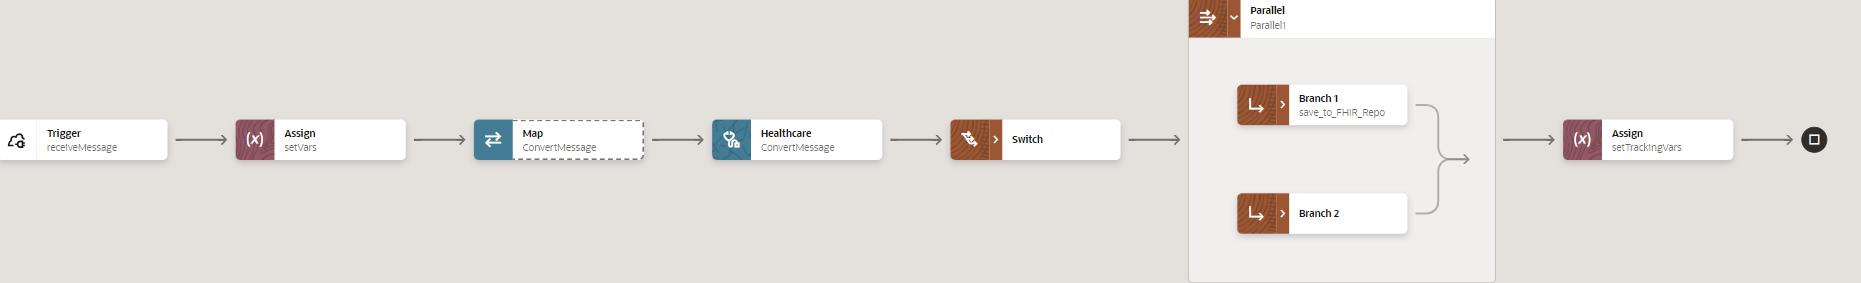 Trigger
receiveMessage
(x)
Assign
setVars
Map
ConvertMessage
Healthcare
ConvertMessage
Switch
Parallel
Parallel1
Branch 1
save_to_FHIR_Repo
Branch 2
(x)
Assign
setTrackingVars